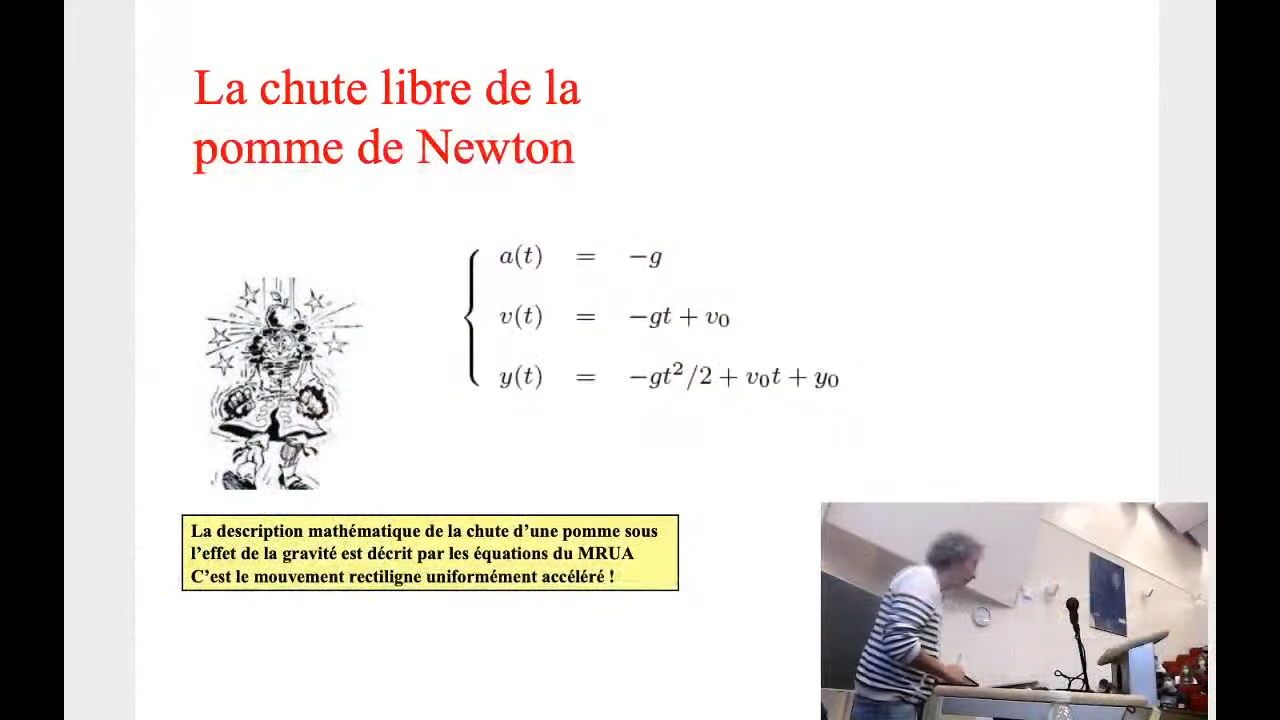 La chute libre de la
pomme de Newton
a(t) = −g
v(t) = −gt + v₀
y(t) = −gt²/2 + v₀t + y₀
La description mathématique de la chute d’une pomme sous
l’effet de la gravité est décrit par les équations du MRUA
C’est le mouvement rectiligne uniformément accéléré !